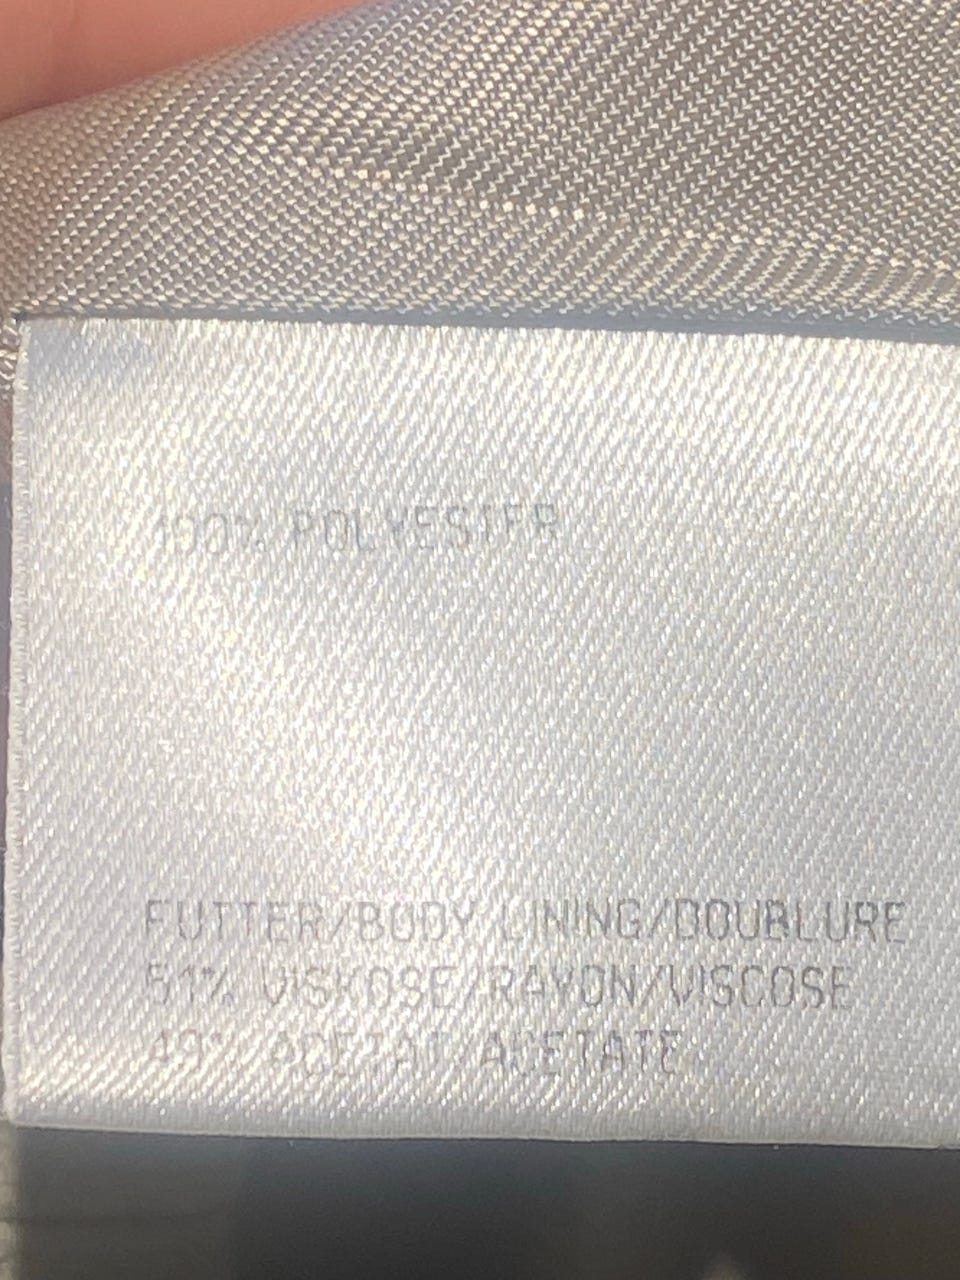 100% POLYESTER
FUTTER/BODY LINING/DOUBLURE
51% VISKOSE/RAYON/VISCOSE
49% ACETAT/ACETATE